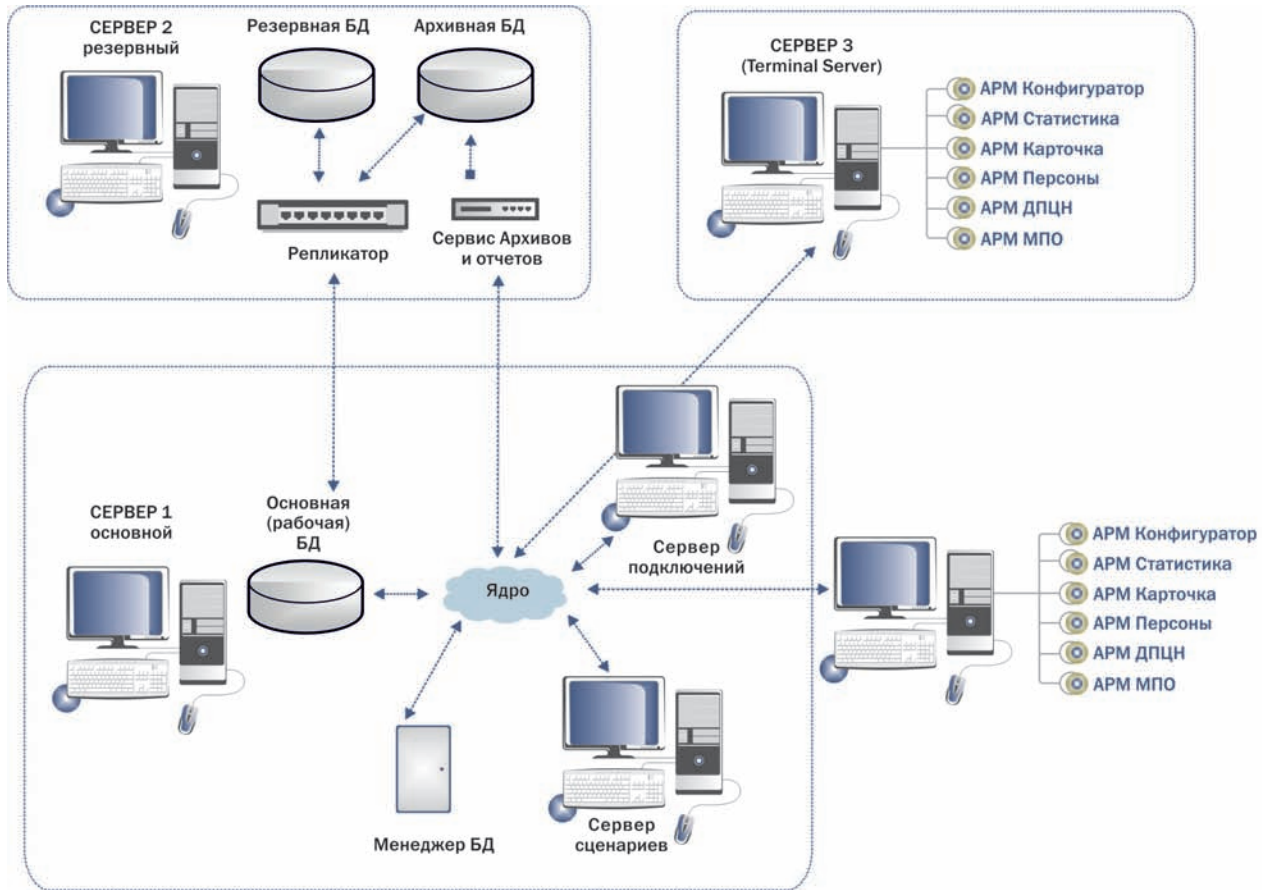 СЕРВЕР 2
резервный
Резервная БД
Архивная БД
Репликатор
Сервис Архивов
и отчетов
СЕРВЕР 3
(Terminal Server)
АРМ Конфигуратор
АРМ Статистика
АРМ Карточка
АРМ Персоны
АРМ ДПЦН
АРМ МПО
СЕРВЕР 1
основной
Основная
(рабочая)
БД
Ядро
Сервер
подключений
Менеджер БД
Сервер
сценариев
АРМ Конфигуратор
АРМ Статистика
АРМ Карточка
АРМ Персоны
АРМ ДПЦН
АРМ МПО